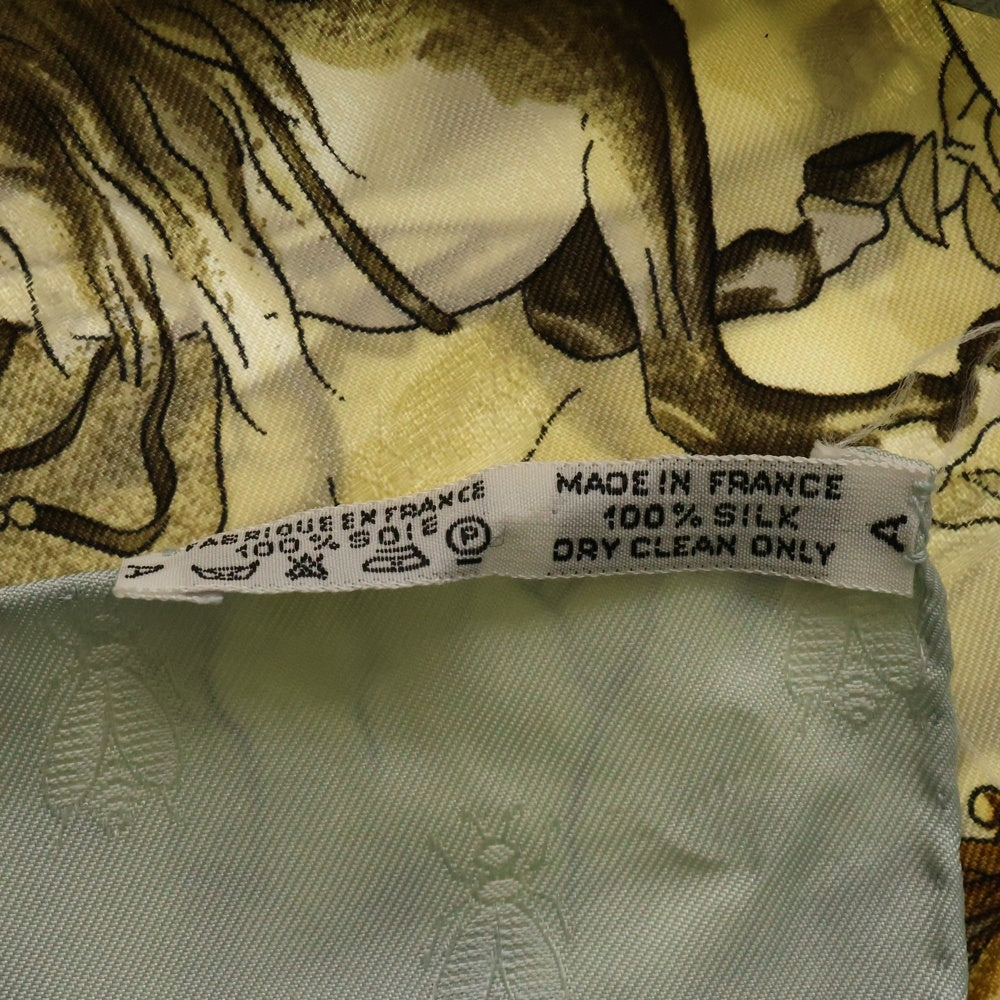 FABRIQUE EN FRANCE
100% SOIE
P
A
MADE IN FRANCE
100% SILK
DRY CLEAN ONLY
A